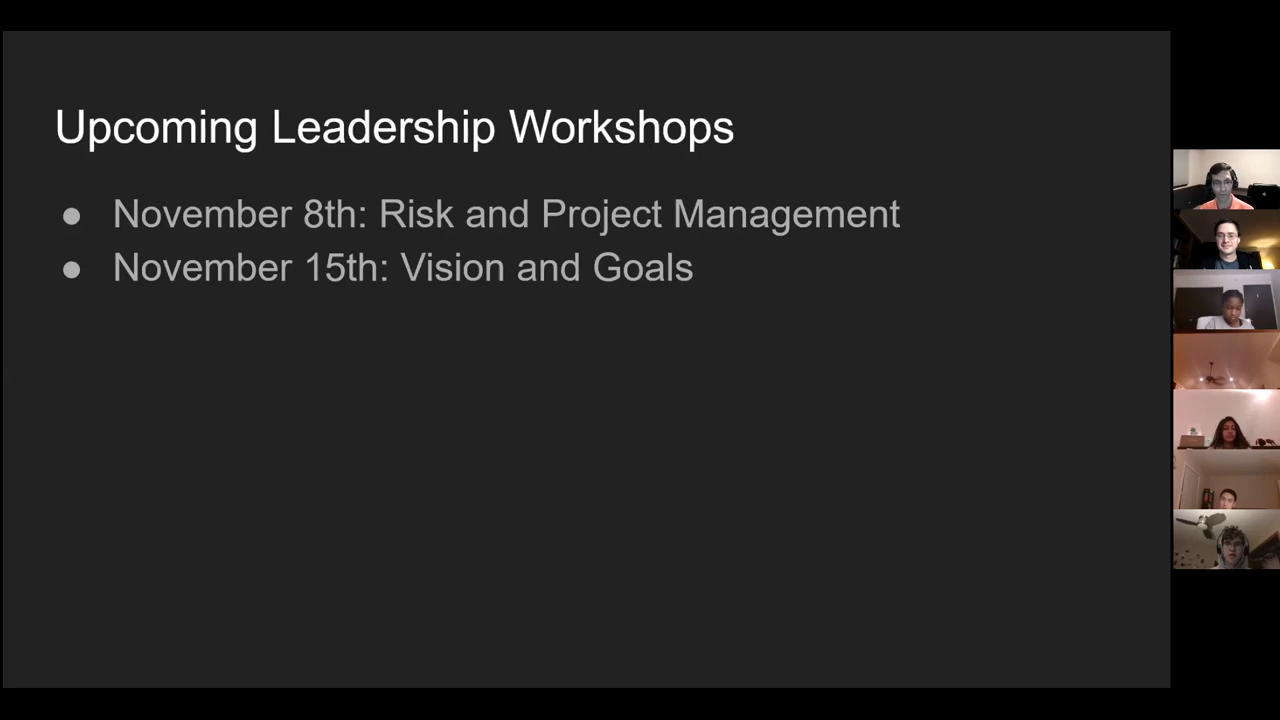 Upcoming Leadership Workshops
● November 8th: Risk and Project Management
● November 15th: Vision and Goals